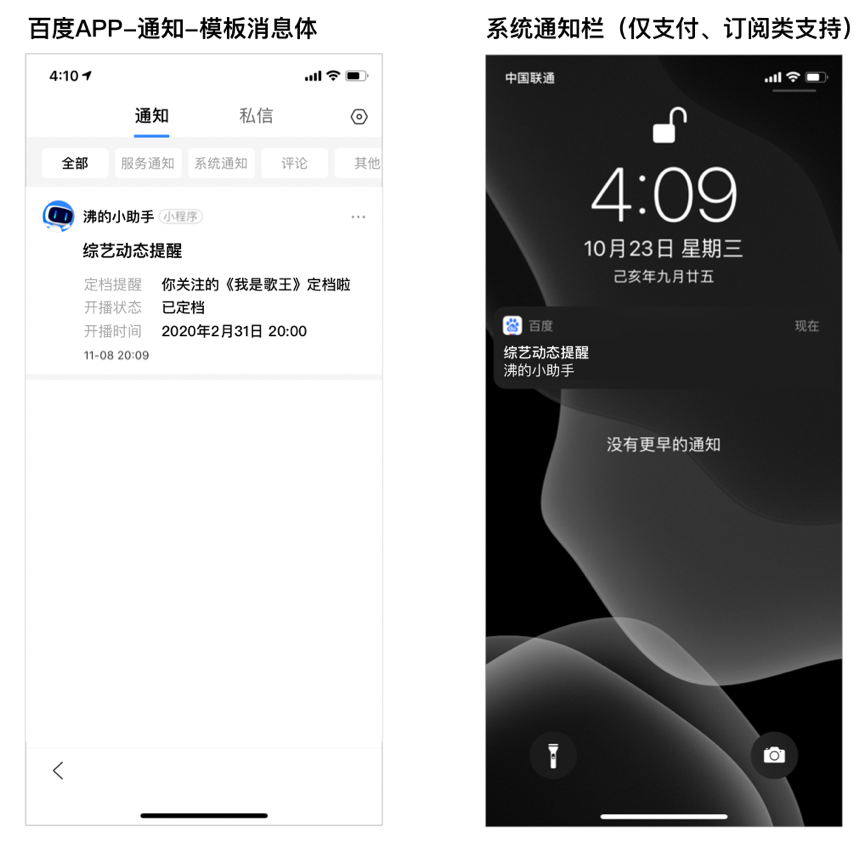 百度APP–通知–模板消息体
4:10
通知
私信
全部
服务通知
系统通知
评论
其他
沸的小助手
小程序
综艺动态提醒
定档提醒 你关注的《我是歌王》定档啦
开播状态 已定档
开播时间 2020年2月31日 20:00
11-08 20:09
系统通知栏（仅支付、订阅类支持）
中国联通
4:09
10月23日 星期三
己亥年九月廿五
百度
现在
综艺动态提醒
沸的小助手
没有更早的通知